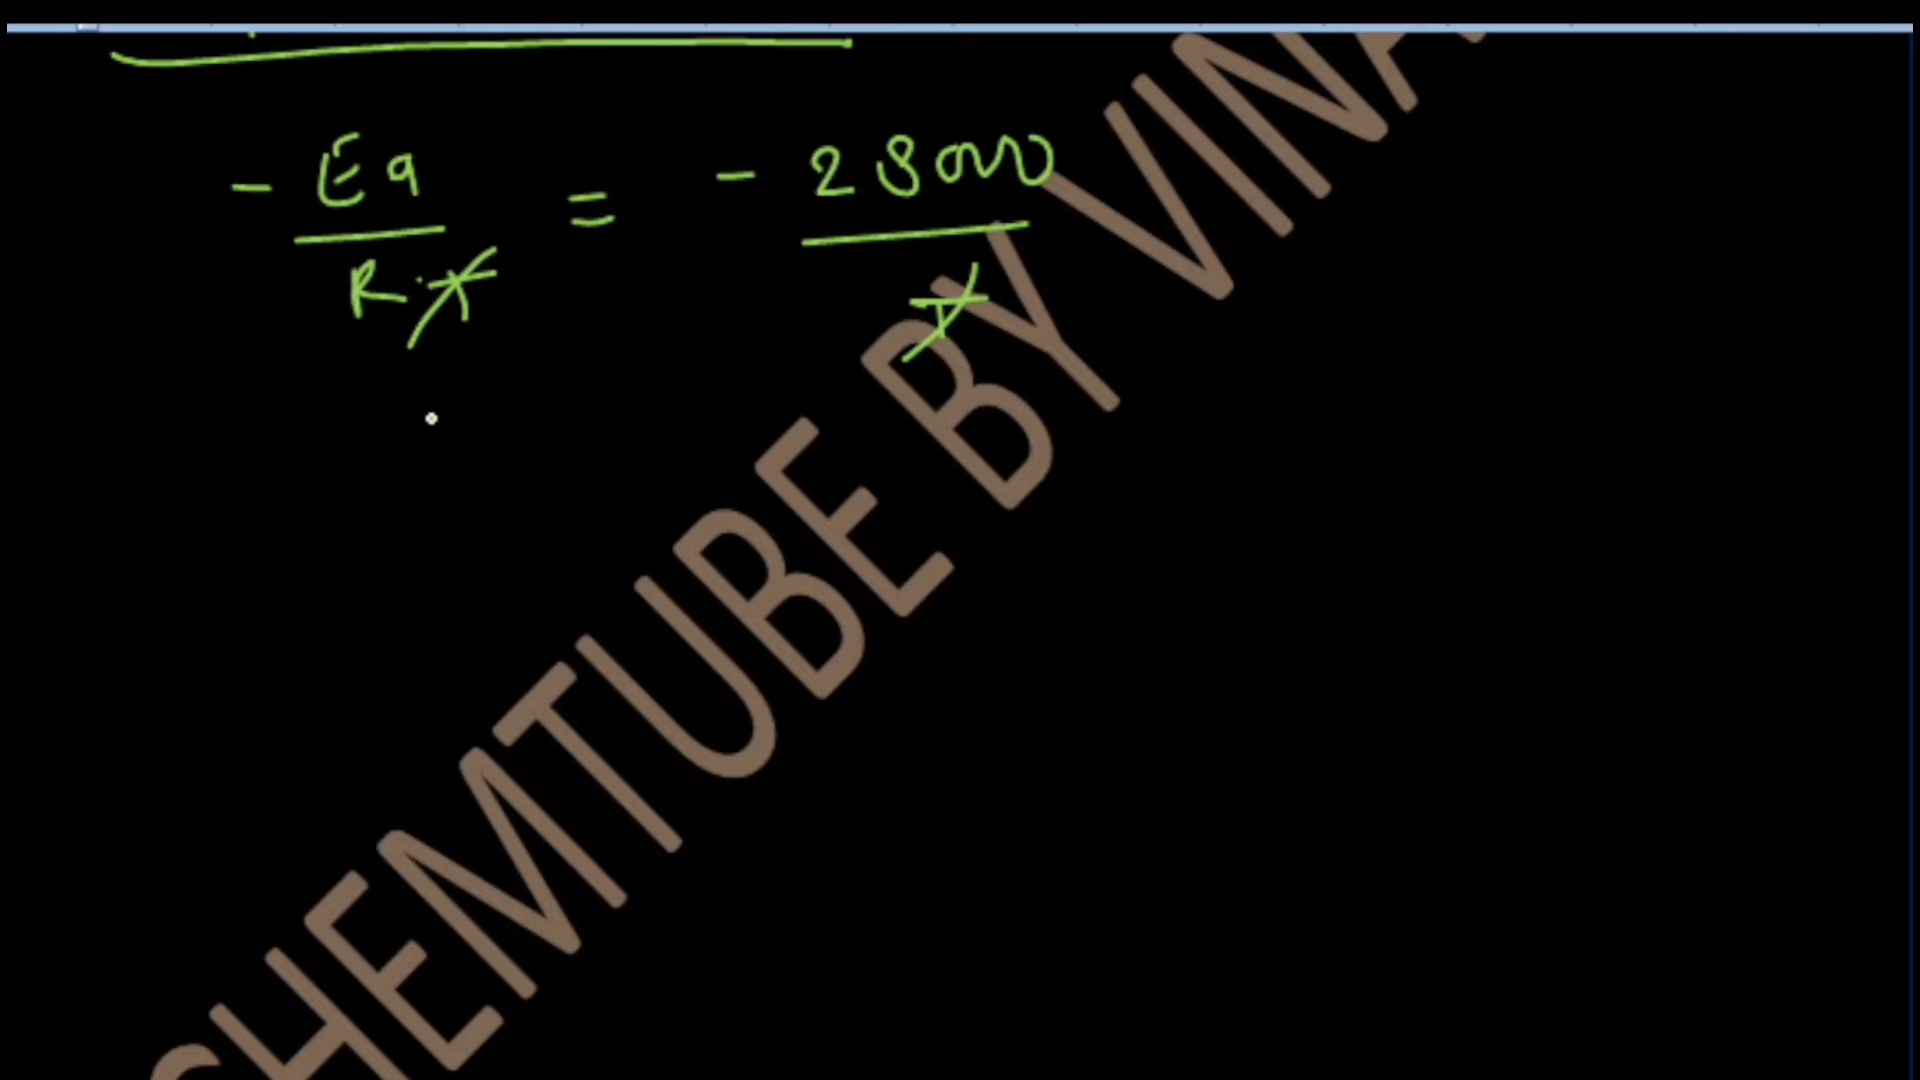 - Ea = - 28000
R.T T
CHEMTUBE BY VINA